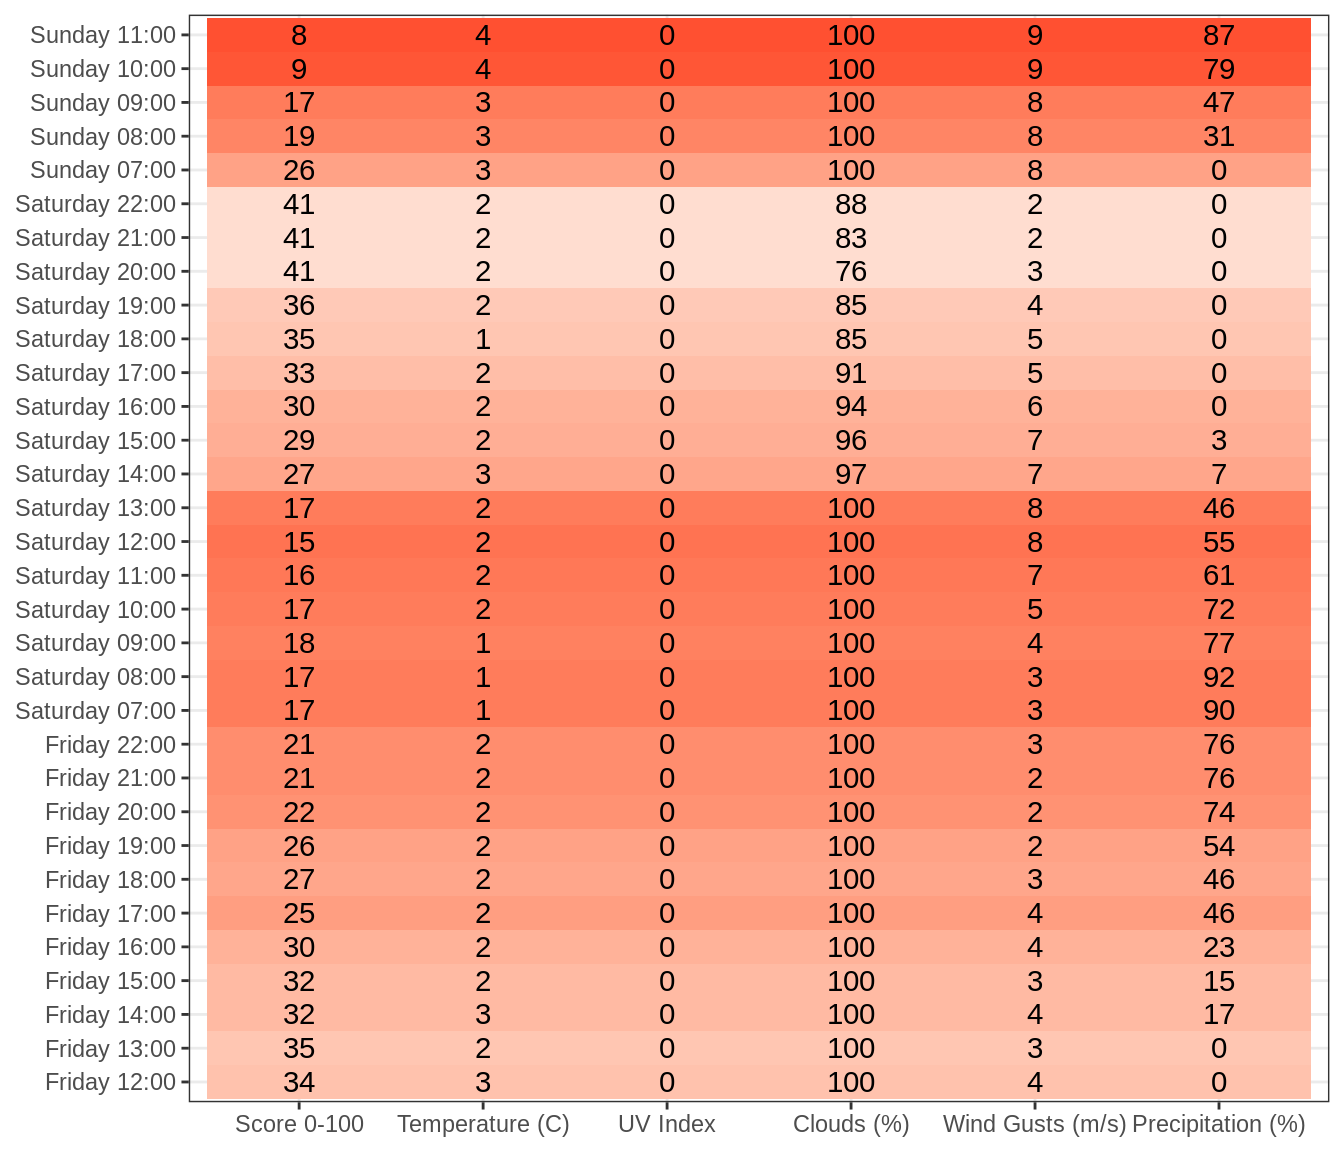 Sunday 11:00 8 4 0 100 9 87
Sunday 10:00 9 4 0 100 9 79
Sunday 09:00 17 3 0 100 8 47
Sunday 08:00 19 3 0 100 8 31
Sunday 07:00 26 3 0 100 8 0
Saturday 22:00 41 2 0 88 2 0
Saturday 21:00 41 2 0 83 2 0
Saturday 20:00 41 2 0 76 3 0
Saturday 19:00 36 2 0 85 4 0
Saturday 18:00 35 1 0 85 5 0
Saturday 17:00 33 2 0 91 5 0
Saturday 16:00 30 2 0 94 6 0
Saturday 15:00 29 2 0 96 7 3
Saturday 14:00 27 3 0 97 7 7
Saturday 13:00 17 2 0 100 8 46
Saturday 12:00 15 2 0 100 8 55
Saturday 11:00 16 2 0 100 7 61
Saturday 10:00 17 2 0 100 5 72
Saturday 09:00 18 1 0 100 4 77
Saturday 08:00 17 1 0 100 3 92
Saturday 07:00 17 1 0 100 3 90
Friday 22:00 21 2 0 100 3 76
Friday 21:00 21 2 0 100 2 76
Friday 20:00 22 2 0 100 2 74
Friday 19:00 26 2 0 100 2 54
Friday 18:00 27 2 0 100 3 46
Friday 17:00 25 2 0 100 4 46
Friday 16:00 30 2 0 100 4 23
Friday 15:00 32 2 0 100 3 15
Friday 14:00 32 3 0 100 4 17
Friday 13:00 35 2 0 100 3 0
Friday 12:00 34 3 0 100 4 0
Score 0-100 Temperature (C) UV Index Clouds (%) Wind Gusts (m/s) Precipitation (%)